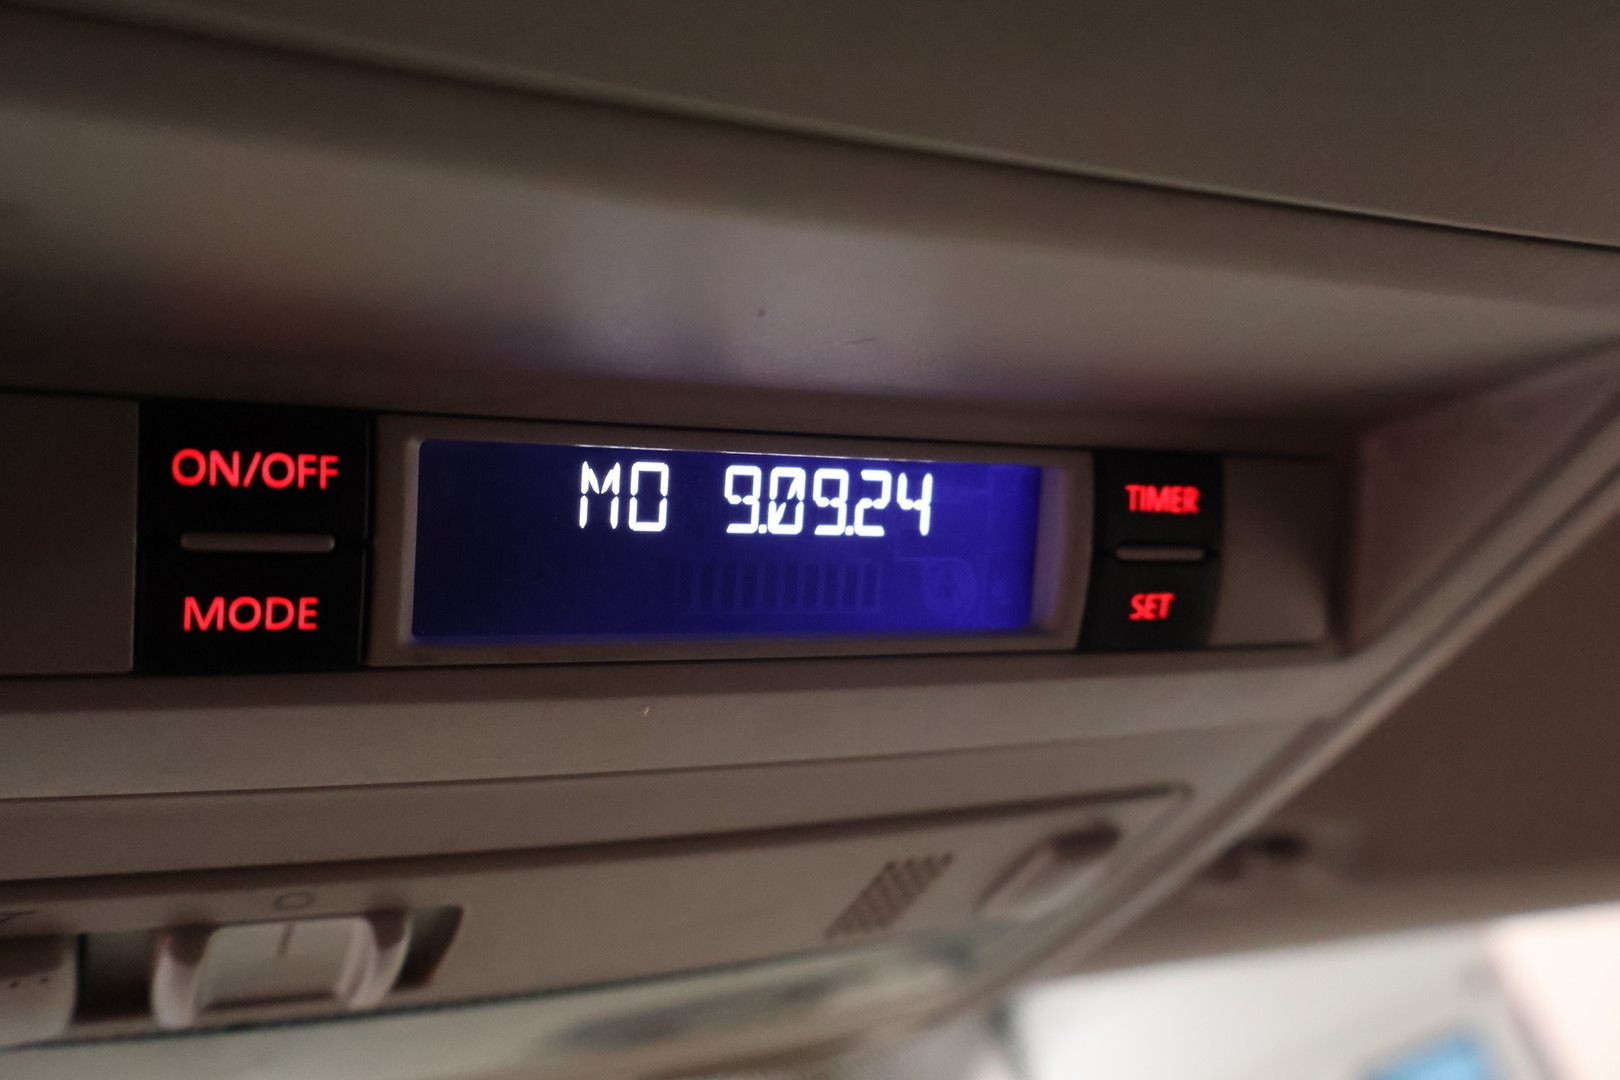 ON/OFF
MODE
MO 9.09.24
TIMER
SET